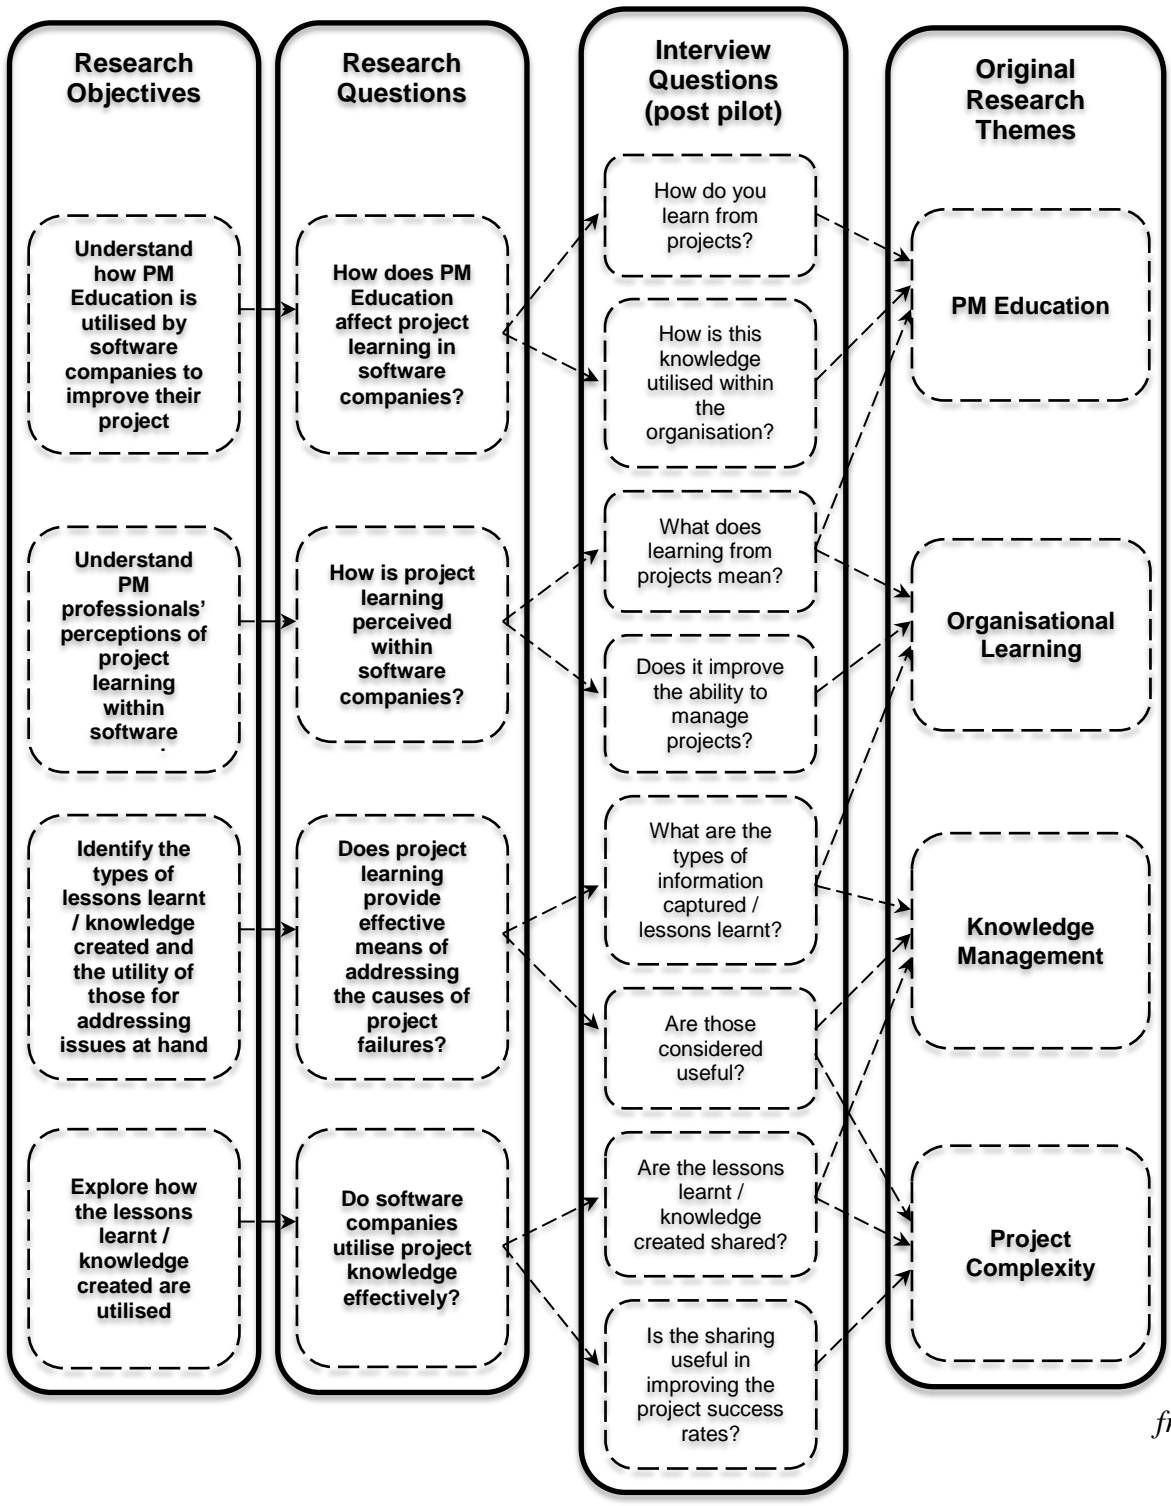 Research
Objectives
Understand
how PM
Education is
utilised by
software
companies to
improve their
project
Understand
PM
professionals’
perceptions of
project
learning
within
software
Identify the
types of
lessons learnt
/ knowledge
created and
the utility of
those for
addressing
issues at hand
Explore how
the lessons
learnt /
knowledge
created are
utilised
Research
Questions
How does PM
Education
affect project
learning in
software
companies?
How is project
learning
perceived
within
software
companies?
Does project
learning
provide
effective
means of
addressing
the causes of
project
failures?
Do software
companies
utilise project
knowledge
effectively?
Interview
Questions
(post pilot)
How do you
learn from
projects?
How is this
knowledge
utilised within
the
organisation?
What does
learning from
projects mean?
Does it improve
the ability to
manage
projects?
What are the
types of
information
captured /
lessons learnt?
Are those
considered
useful?
Are the lessons
learnt /
knowledge
created shared?
Is the sharing
useful in
improving the
project success
rates?
Original
Research
Themes
PM Education
Organisational
Learning
Knowledge
Management
Project
Complexity